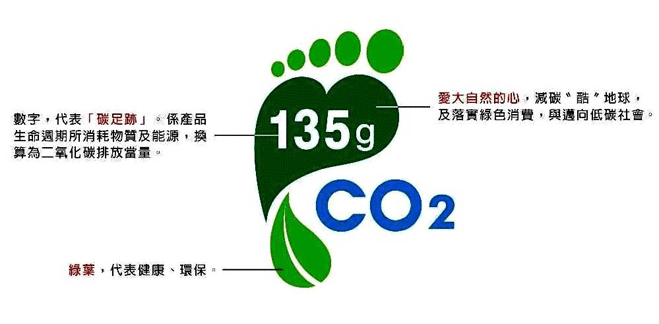 數字，代表「碳足跡」。係產品
生命週期所消耗物質及能源，換
算為二氧化碳排放當量。
愛大自然的心，減碳〝酷〞地球，
及落實綠色消費，與邁向低碳社會。
135g
CO2
綠葉，代表健康、環保。